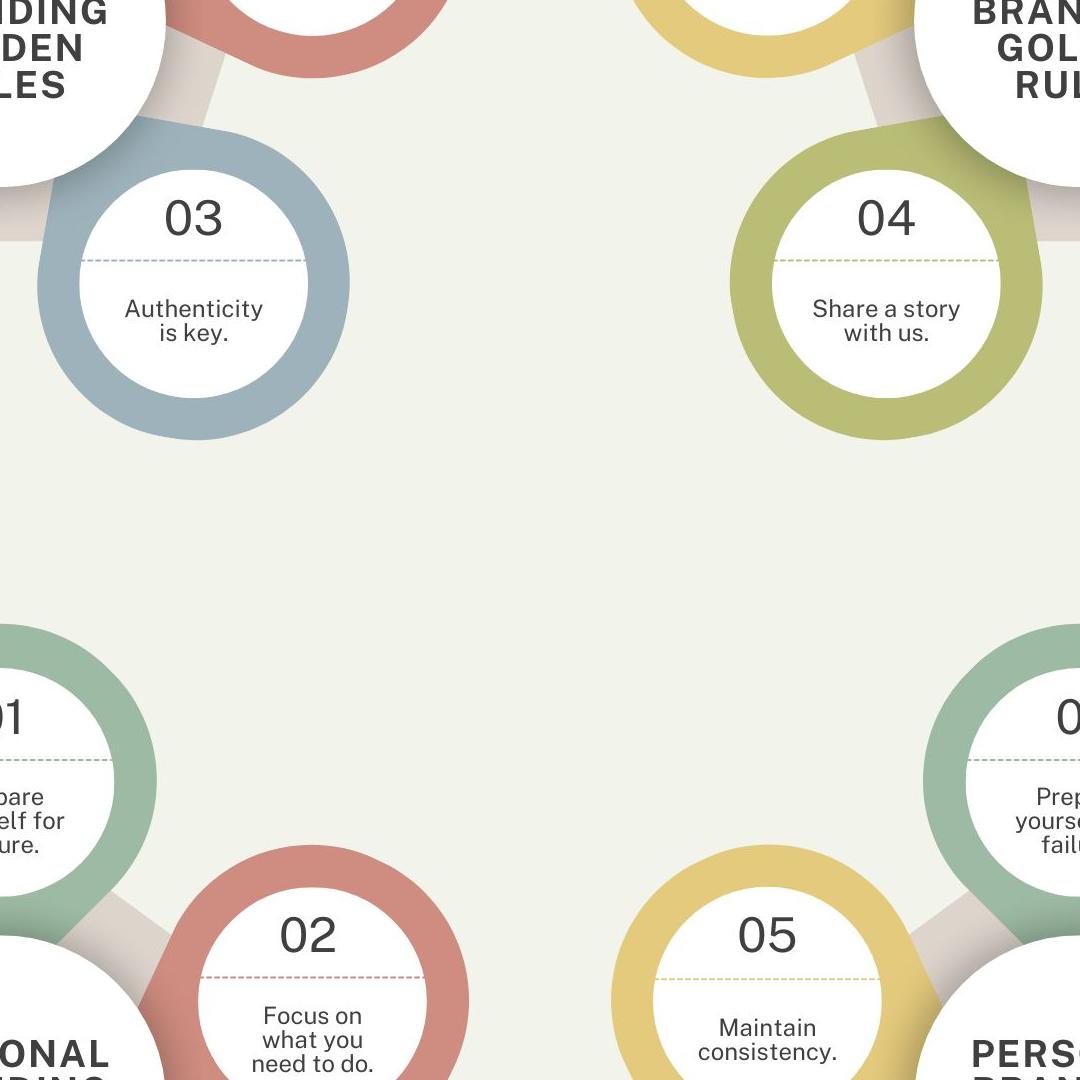 DING
DEN
LES
BRAN
GOL
RUL
03
Authenticity
is key.
04
Share a story
with us.
01
pare
elf for
ure.
0
Prep
yourse
failu
02
Focus on
what you
need to do.
05
Maintain
consistency.
ONAL
PERS